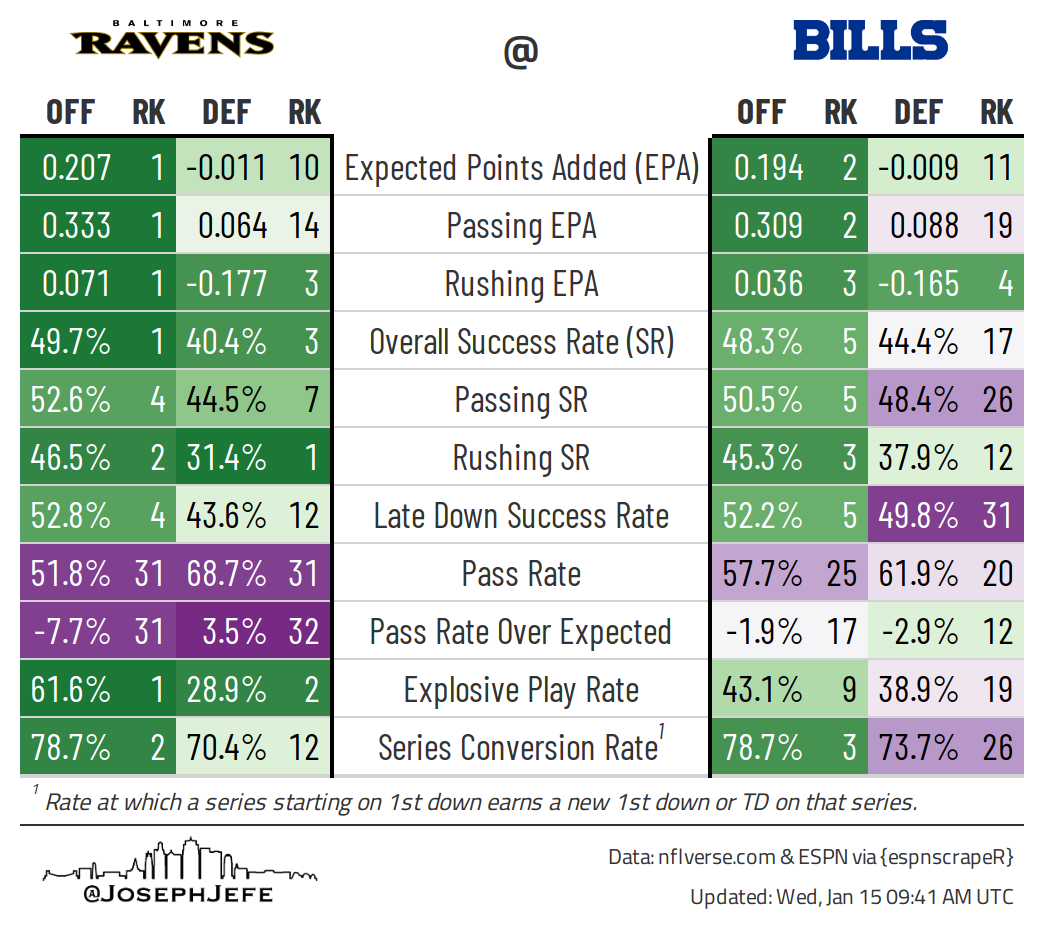 BALTIMORE
RAVENS
@
BILLS
OFF RK DEF RK OFF RK DEF RK
0.207 1 -0.011 10 Expected Points Added (EPA) 0.194 2 -0.009 11
0.333 1 0.064 14 Passing EPA 0.309 2 0.088 19
0.071 1 -0.177 3 Rushing EPA 0.036 3 -0.165 4
49.7% 1 40.4% 3 Overall Success Rate (SR) 48.3% 5 44.4% 17
52.6% 4 44.5% 7 Passing SR 50.5% 5 48.4% 26
46.5% 2 31.4% 1 Rushing SR 45.3% 3 37.9% 12
52.8% 4 43.6% 12 Late Down Success Rate 52.2% 5 49.8% 31
51.8% 31 68.7% 31 Pass Rate 57.7% 25 61.9% 20
-7.7% 31 3.5% 32 Pass Rate Over Expected -1.9% 17 -2.9% 12
61.6% 1 28.9% 2 Explosive Play Rate 43.1% 9 38.9% 19
78.7% 2 70.4% 12 Series Conversion Rate¹ 78.7% 3 73.7% 26
¹ Rate at which a series starting on 1st down earns a new 1st down or TD on that series.
@JosephJefe
Data: nflverse.com & ESPN via {espnscrapeR}
Updated: Wed, Jan 15 09:41 AM UTC